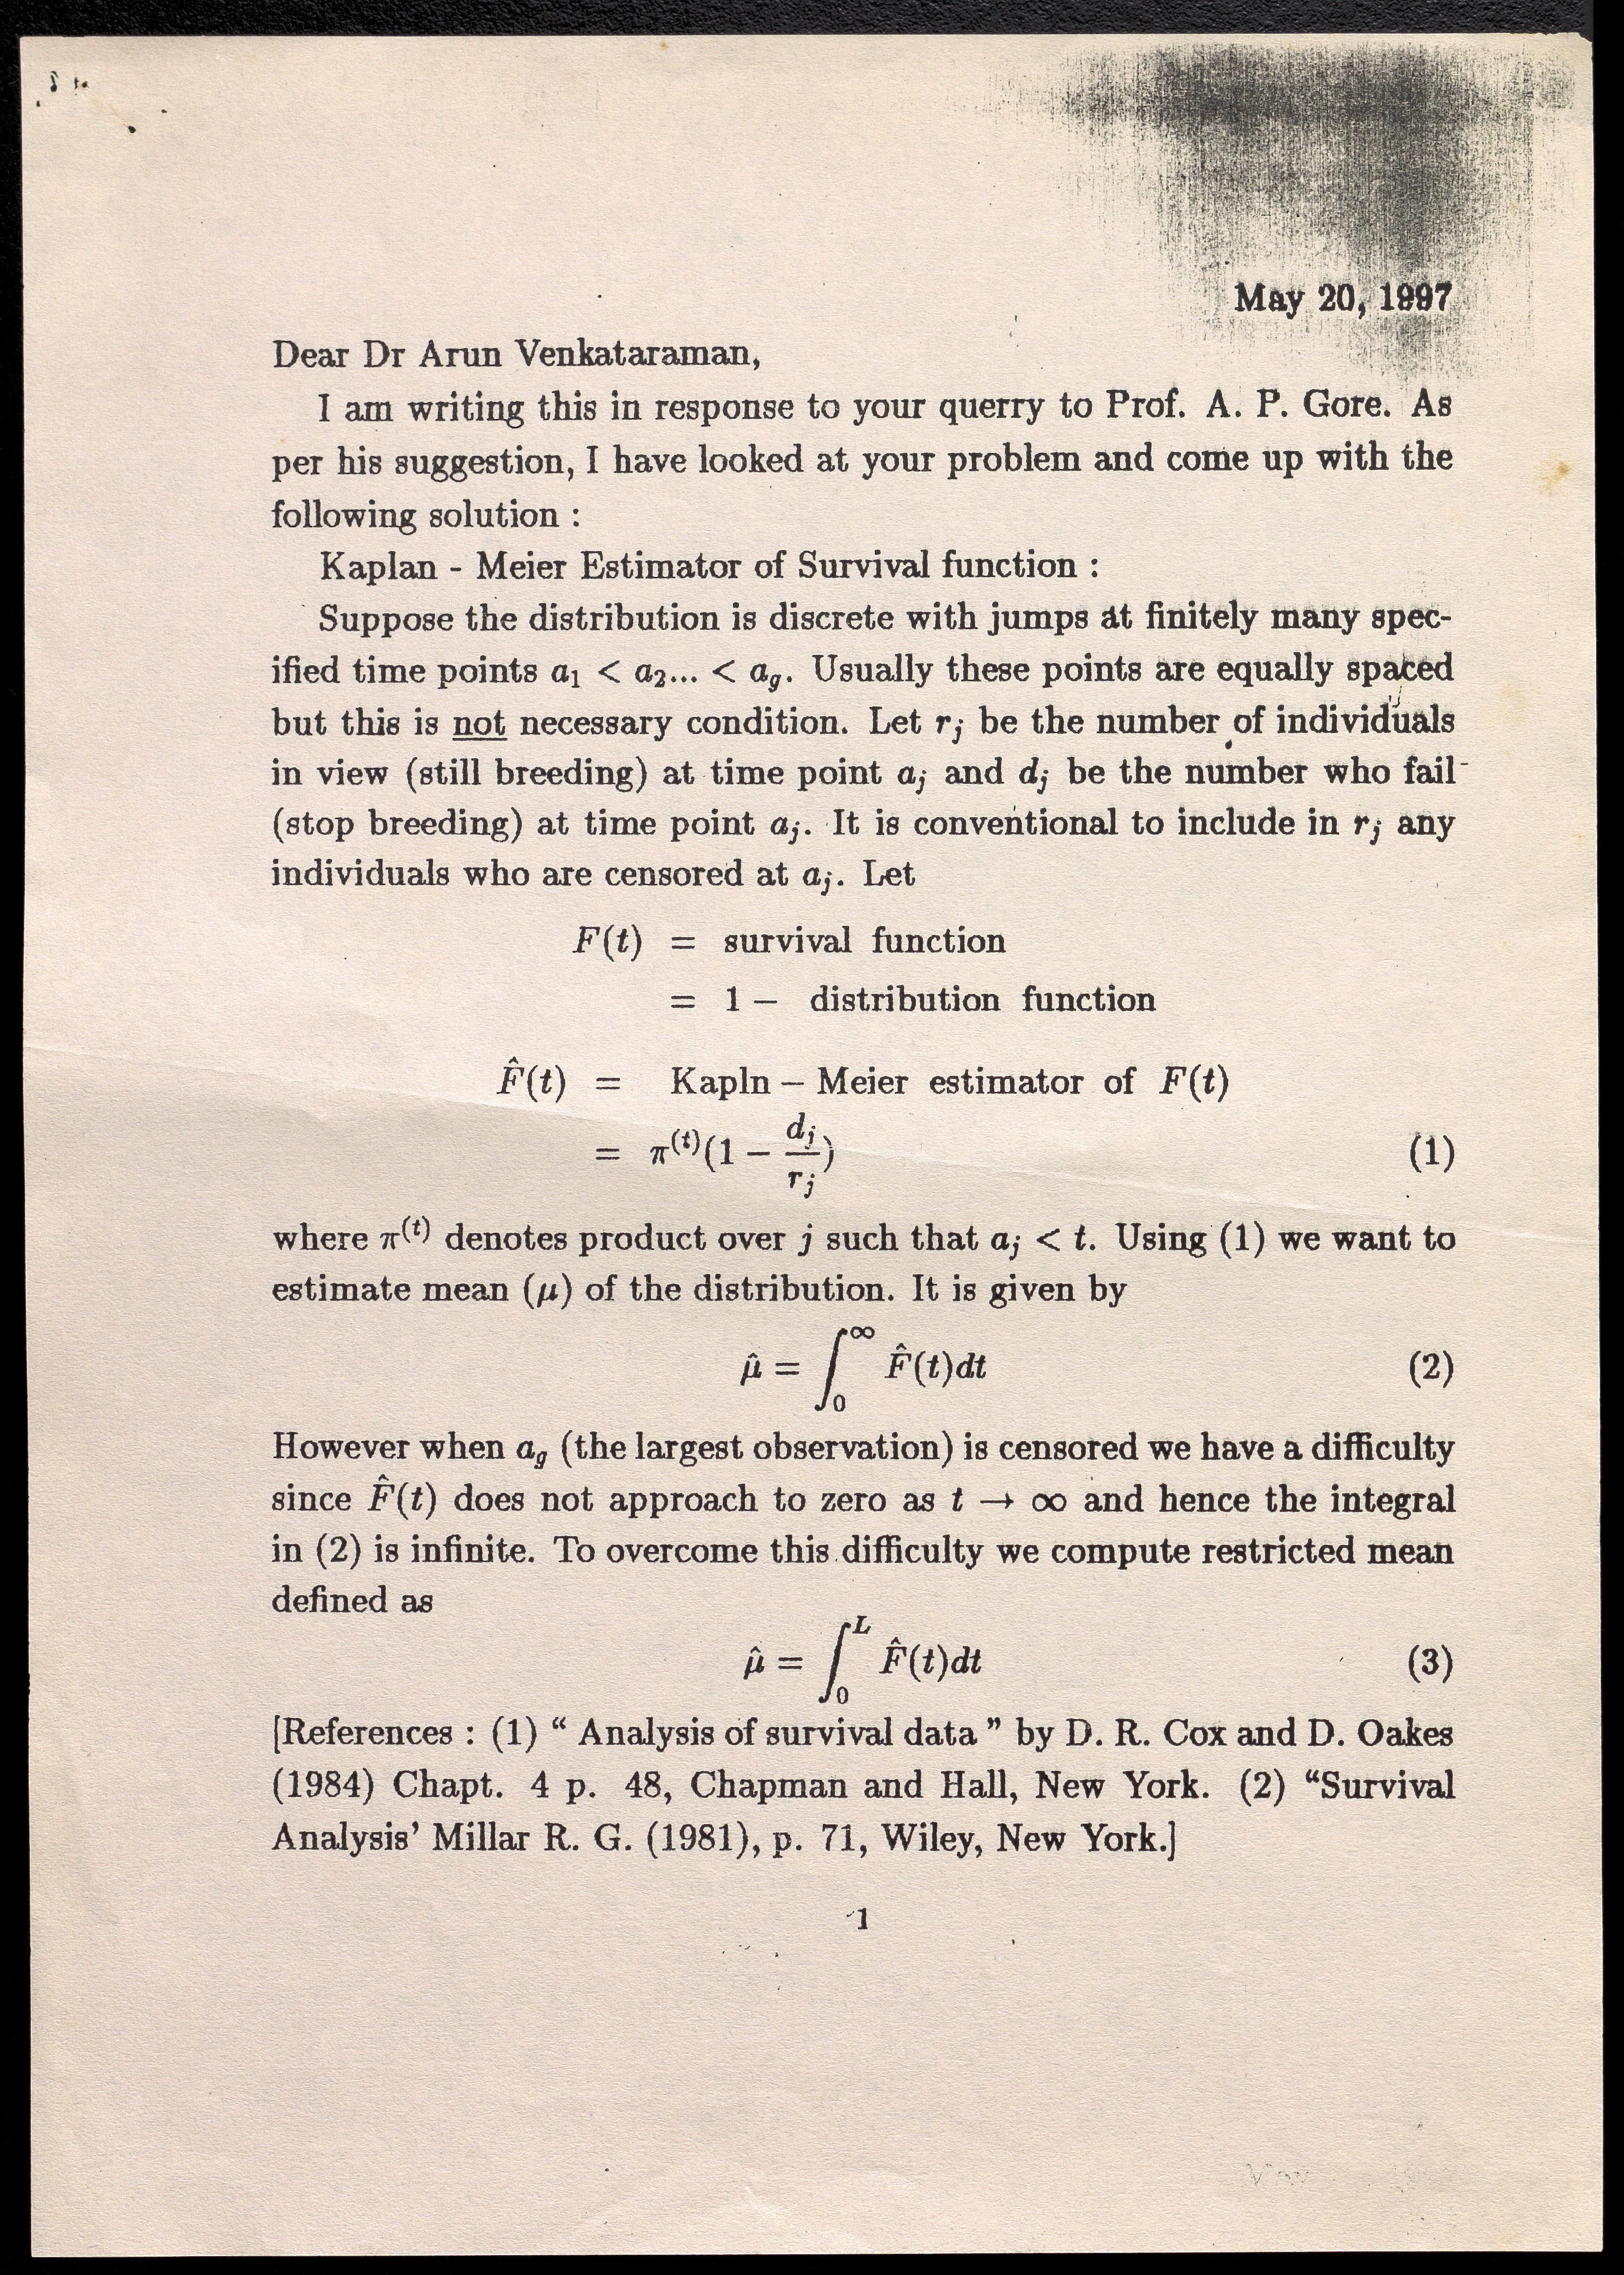 May 20, 1997
Dear Dr Arun Venkataraman,
I am writing this in response to your querry to Prof. A. P. Gore. As
per his suggestion, I have looked at your problem and come up with the
following solution :
Kaplan - Meier Estimator of Survival function :
Suppose the distribution is discrete with jumps at finitely many spec-
ified time points a₁ < a₂... < a_g. Usually these points are equally spaced
but this is not necessary condition. Let r_j be the number of individuals
in view (still breeding) at time point a_j and d_j be the number who fail
(stop breeding) at time point a_j. It is conventional to include in r_j any
individuals who are censored at a_j. Let
F(t) = survival function
= 1 − distribution function
F̂(t) = Kapln − Meier estimator of F(t)
= π^(t)(1 − d_j/r_j) (1)
where π^(t) denotes product over j such that a_j < t. Using (1) we want to
estimate mean (μ) of the distribution. It is given by
μ̂ = ∫₀^∞ F̂(t)dt (2)
However when a_g (the largest observation) is censored we have a difficulty
since F̂(t) does not approach to zero as t → ∞ and hence the integral
in (2) is infinite. To overcome this difficulty we compute restricted mean
defined as
μ̂ = ∫₀^L F̂(t)dt (3)
[References : (1) “ Analysis of survival data ” by D. R. Cox and D. Oakes
(1984) Chapt. 4 p. 48, Chapman and Hall, New York. (2) “Survival
Analysis’ Millar R. G. (1981), p. 71, Wiley, New York.]
1